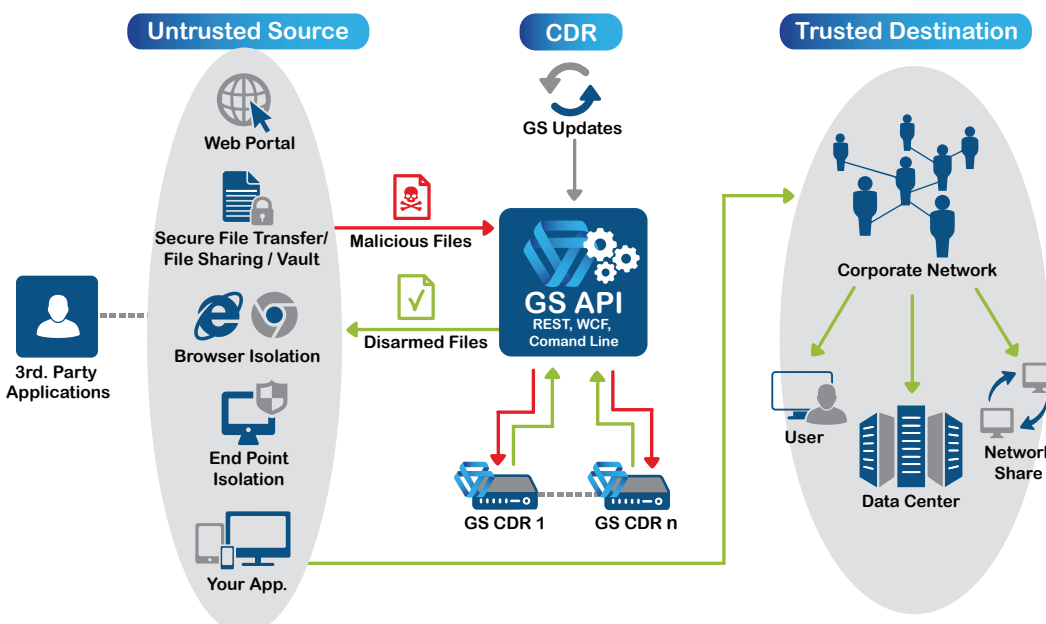 Untrusted Source
CDR
Trusted Destination
Web Portal
Secure File Transfer/
File Sharing / Vault
Browser Isolation
End Point
Isolation
Your App.
3rd. Party
Applications
Malicious Files
Disarmed Files
GS Updates
GS API
REST, WCF,
Comand Line
GS CDR 1
GS CDR n
Corporate Network
User
Data Center
Network
Share